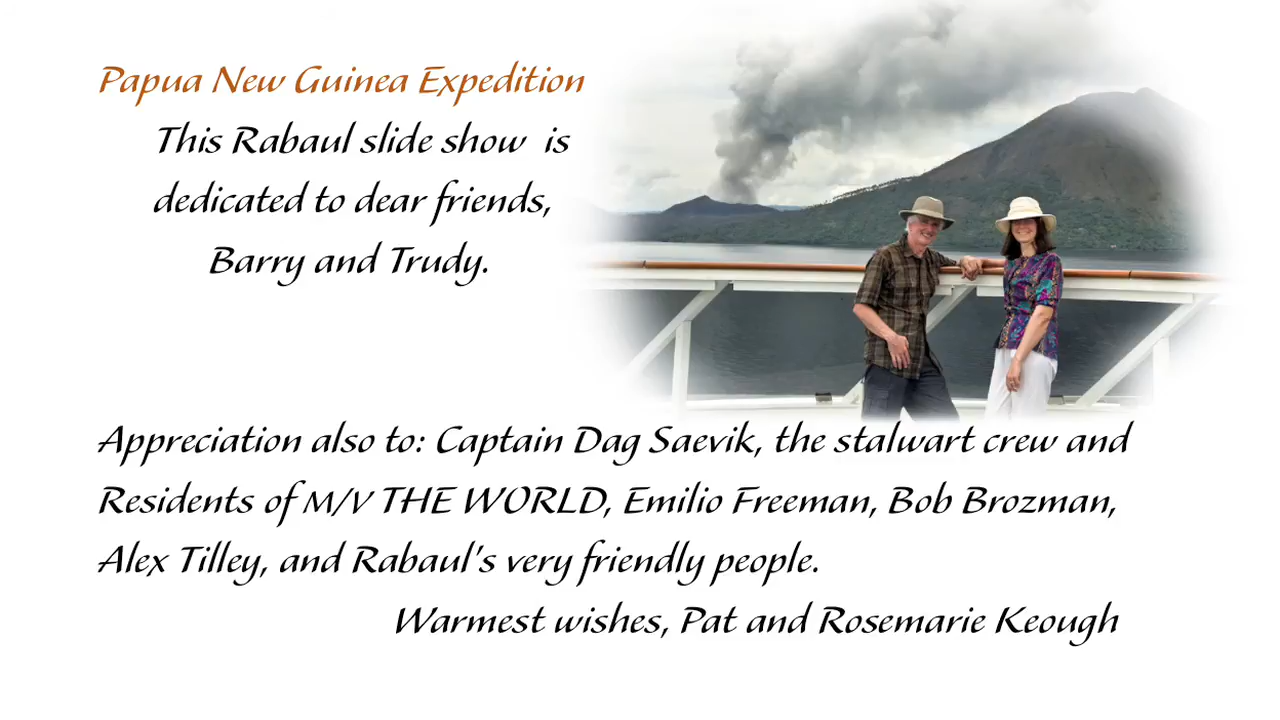 Papua New Guinea Expedition
This Rabaul slide show is
dedicated to dear friends,
Barry and Trudy.
Appreciation also to: Captain Dag Saevik, the stalwart crew and
Residents of M/V THE WORLD, Emilio Freeman, Bob Brozman,
Alex Tilley, and Rabaul's very friendly people.
Warmest wishes, Pat and Rosemarie Keough